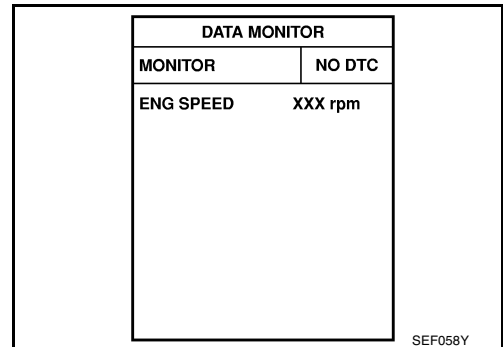 DATA MONITOR
MONITOR NO DTC
ENG SPEED XXX rpm
SEF058Y